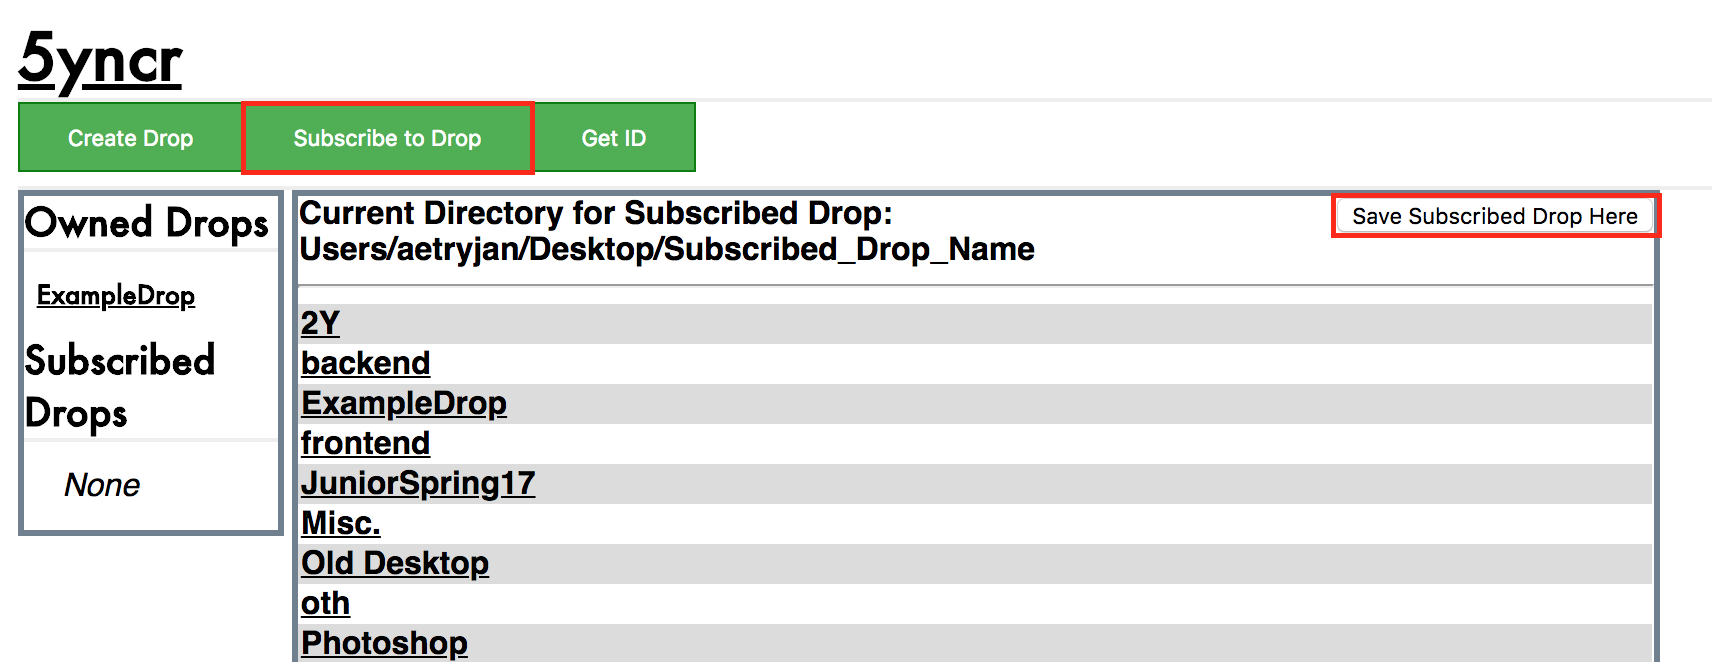 5yncr
Create Drop Subscribe to Drop Get ID
Owned Drops
ExampleDrop
Subscribed
Drops
None
Current Directory for Subscribed Drop:
Users/aetryjan/Desktop/Subscribed_Drop_Name
Save Subscribed Drop Here
2Y
backend
ExampleDrop
frontend
JuniorSpring17
Misc.
Old Desktop
oth
Photoshop